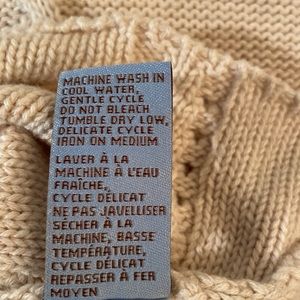 MACHINE WASH IN
COOL WATER,
GENTLE CYCLE
DO NOT BLEACH
TUMBLE DRY LOW,
DELICATE CYCLE
IRON ON MEDIUM
LAVER À LA
MACHINE À L'EAU
FRAÎCHE,
CYCLE DÉLICAT
NE PAS JAVELLISER
SÉCHER À LA
MACHINE, BASSE
TEMPÉRATURE,
CYCLE DÉLICAT
REPASSER À FER
MOYEN